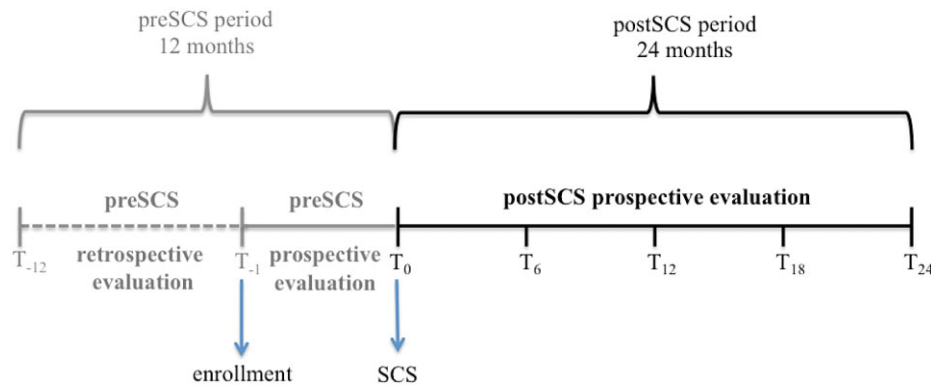 preSCS period
12 months
postSCS period
24 months
preSCS
preSCS
postSCS prospective evaluation
retrospective
evaluation
prospective
evaluation
T-12
T-1
T0
T6
T12
T18
T24
enrollment
SCS